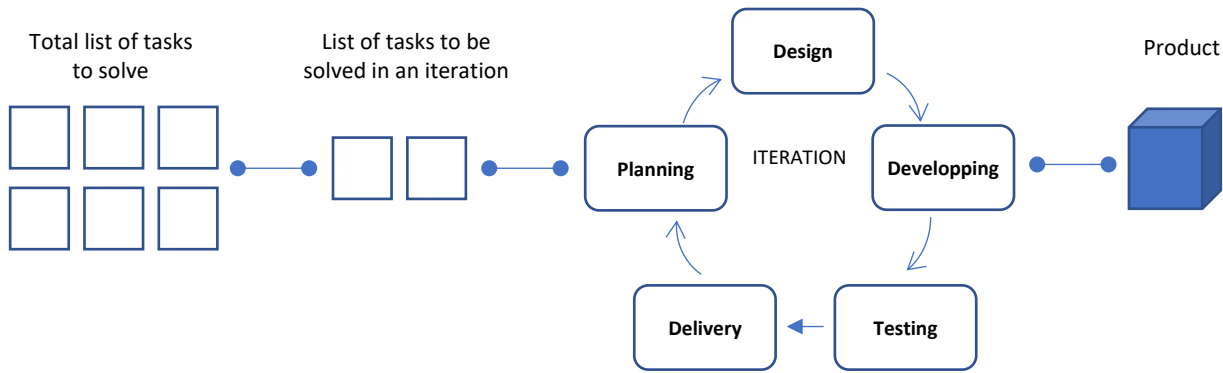 Total list of tasks
to solve
List of tasks to be
solved in an iteration
Design
Product
Planning
ITERATION
Developping
Delivery
Testing